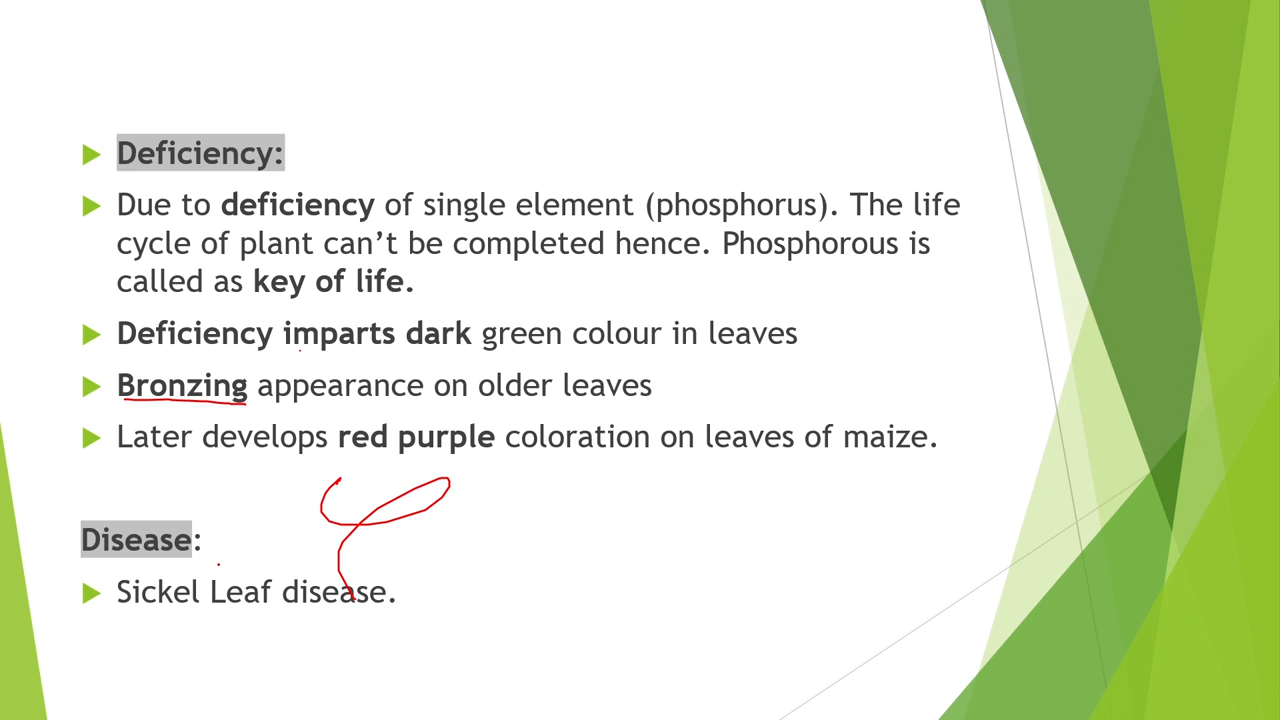 Deficiency:
Due to deficiency of single element (phosphorus). The life
cycle of plant can’t be completed hence. Phosphorous is
called as key of life.
Deficiency imparts dark green colour in leaves
Bronzing appearance on older leaves
Later develops red purple coloration on leaves of maize.
Disease:
Sickel Leaf disease.